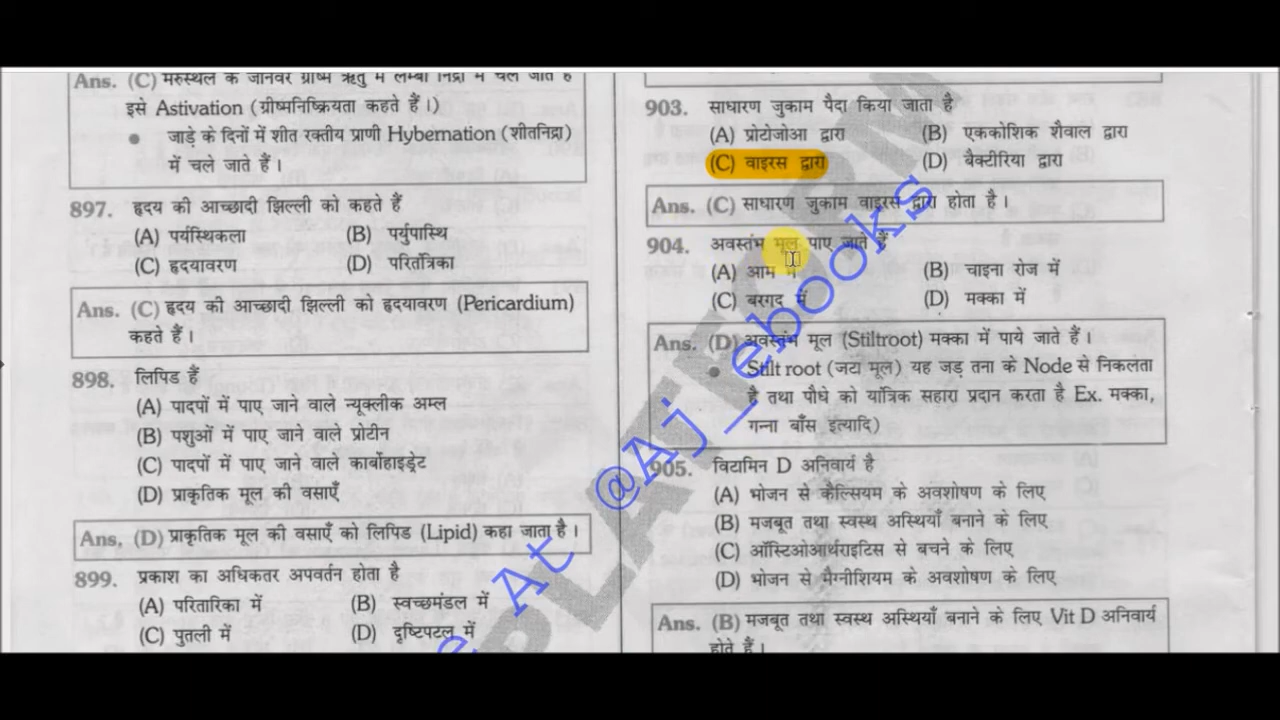 Ans. (C) मरुस्थल के जानवर ग्रीष्म ऋतु में लम्बी निद्रा में चले जाते हैं
इसे Astivation (ग्रीष्मनिष्क्रियता कहते हैं।)
● जाड़े के दिनों में शीत रक्तीय प्राणी Hybernation (शीतनिद्रा)
में चले जाते हैं।
897. हृदय की आच्छादी झिल्ली को कहते हैं
(A) पर्यस्थिकला (B) पर्युपास्थि
(C) हृदयावरण (D) परितंत्रिका
Ans. (C) हृदय की आच्छादी झिल्ली को हृदयावरण (Pericardium)
कहते हैं।
898. लिपिड हैं
(A) पादपों में पाए जाने वाले न्यूक्लीक अम्ल
(B) पशुओं में पाए जाने वाले प्रोटीन
(C) पादपों में पाए जाने वाले कार्बोहाइड्रेट
(D) प्राकृतिक मूल की वसाएँ
Ans, (D) प्राकृतिक मूल की वसाएँ को लिपिड (Lipid) कहा जाता है।
899. प्रकाश का अधिकतर अपवर्तन होता है
(A) परितारिका में (B) स्वच्छमंडल में
(C) पुतली में (D) दृष्टिपटल में
903. साधारण जुकाम पैदा किया जाता है
(A) प्रोटोजोआ द्वारा (B) एककोशिक शैवाल द्वारा
(C) वाइरस द्वारा (D) बैक्टीरिया द्वारा
Ans. (C) साधारण जुकाम वाइरस द्वारा होता है।
904. अवस्तंभ मूल पाए जाते हैं
(A) आम में (B) चाइना रोज में
(C) बरगद में (D) मक्का में
Ans. (D) अवस्तंभ मूल (Stiltroot) मक्का में पाये जाते हैं।
● Stilt root (जटा मूल) यह जड़ तना के Node से निकलता
है तथा पौधे को यांत्रिक सहारा प्रदान करता है Ex. मक्का,
गन्ना बाँस इत्यादि)
905. विटामिन D अनिवार्य है
(A) भोजन से कैल्सियम के अवशोषण के लिए
(B) मजबूत तथा स्वस्थ अस्थियाँ बनाने के लिए
(C) ऑस्टिओआर्थराइटिस से बचने के लिए
(D) भोजन से मैग्नीशियम के अवशोषण के लिए
Ans. (B) मजबूत तथा स्वस्थ अस्थियाँ बनाने के लिए Vit D अनिवार्य
होते हैं।
At @Aj_ebooks